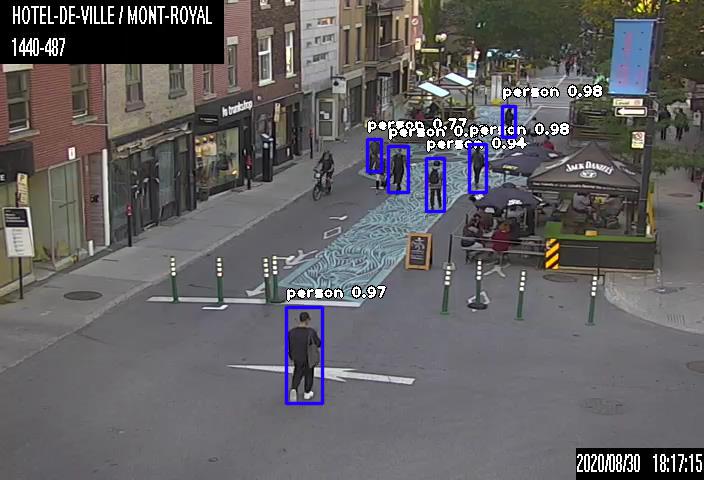 HOTEL-DE-VILLE / MONT-ROYAL
1440-487
person 0.98
person 0.77
person 0.98
person 0.94
JACK DANIEL'S
person 0.97
2020/08/30 18:17:15